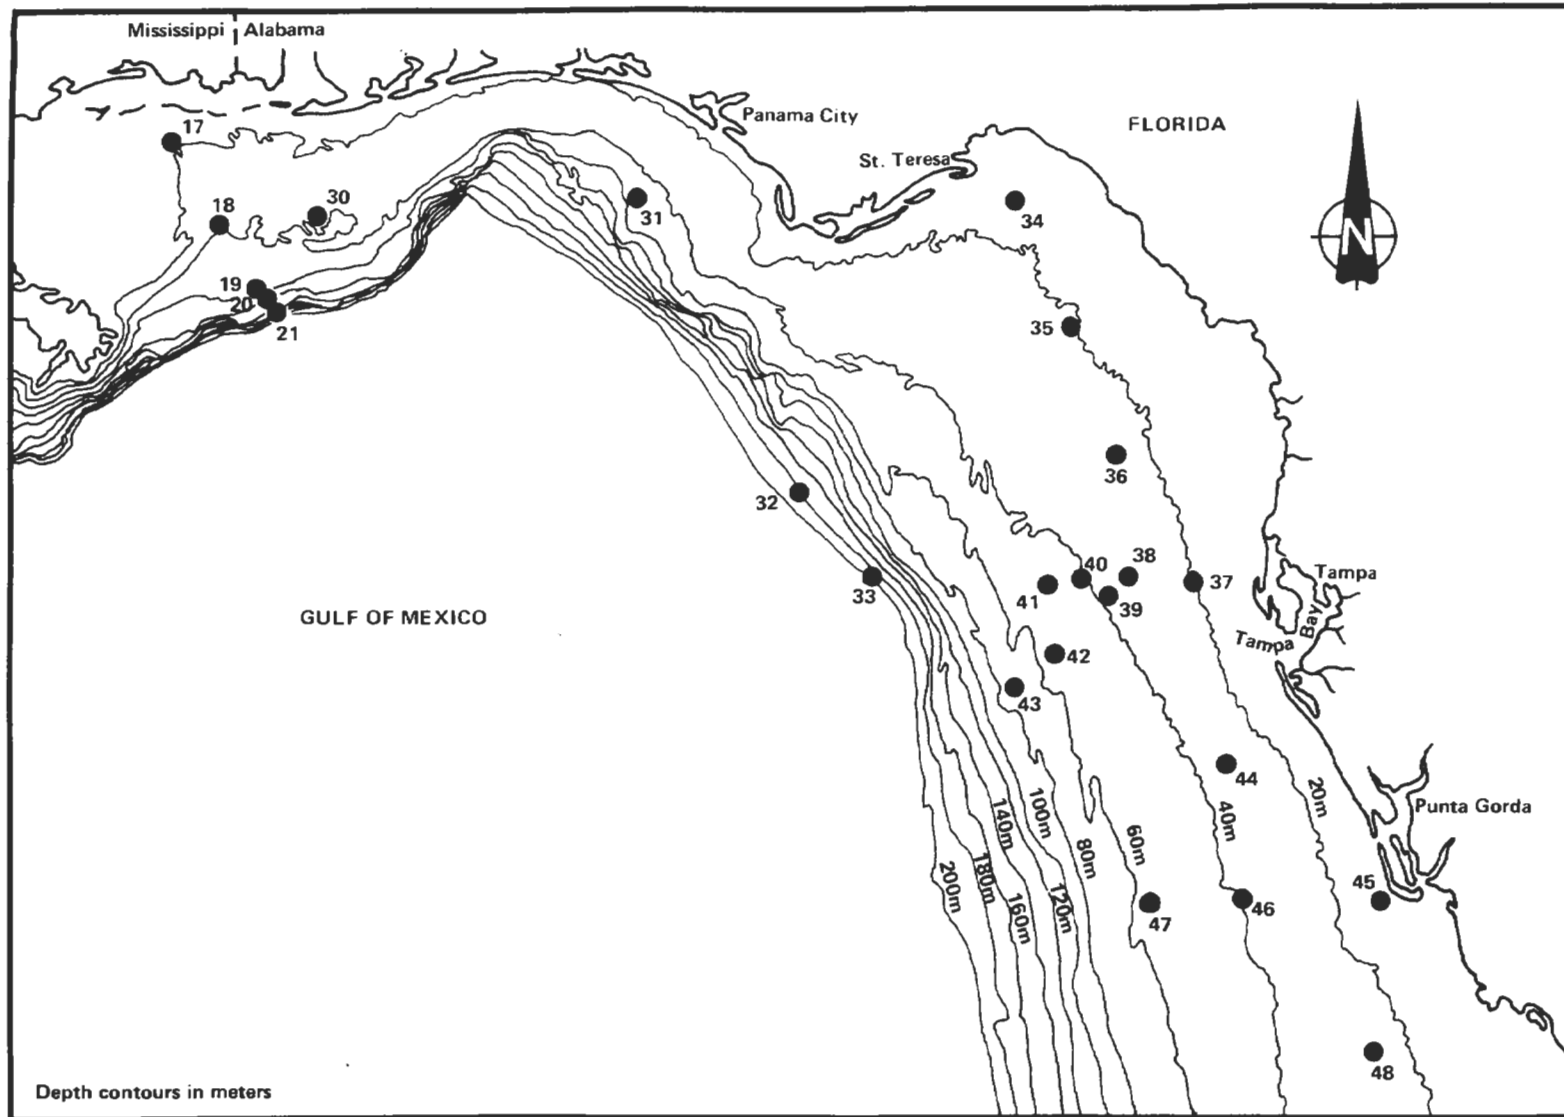 Mississippi Alabama
17
Panama City
FLORIDA
St. Teresa
18
30
31
34
N
19
20
21
35
36
32
33
GULF OF MEXICO
41
40
38
39
37
Tampa
Tampa Bay
42
43
44
20m
Punta Gorda
40m
60m
80m
100m
120m
140m
160m
180m
200m
45
46
47
48
Depth contours in meters